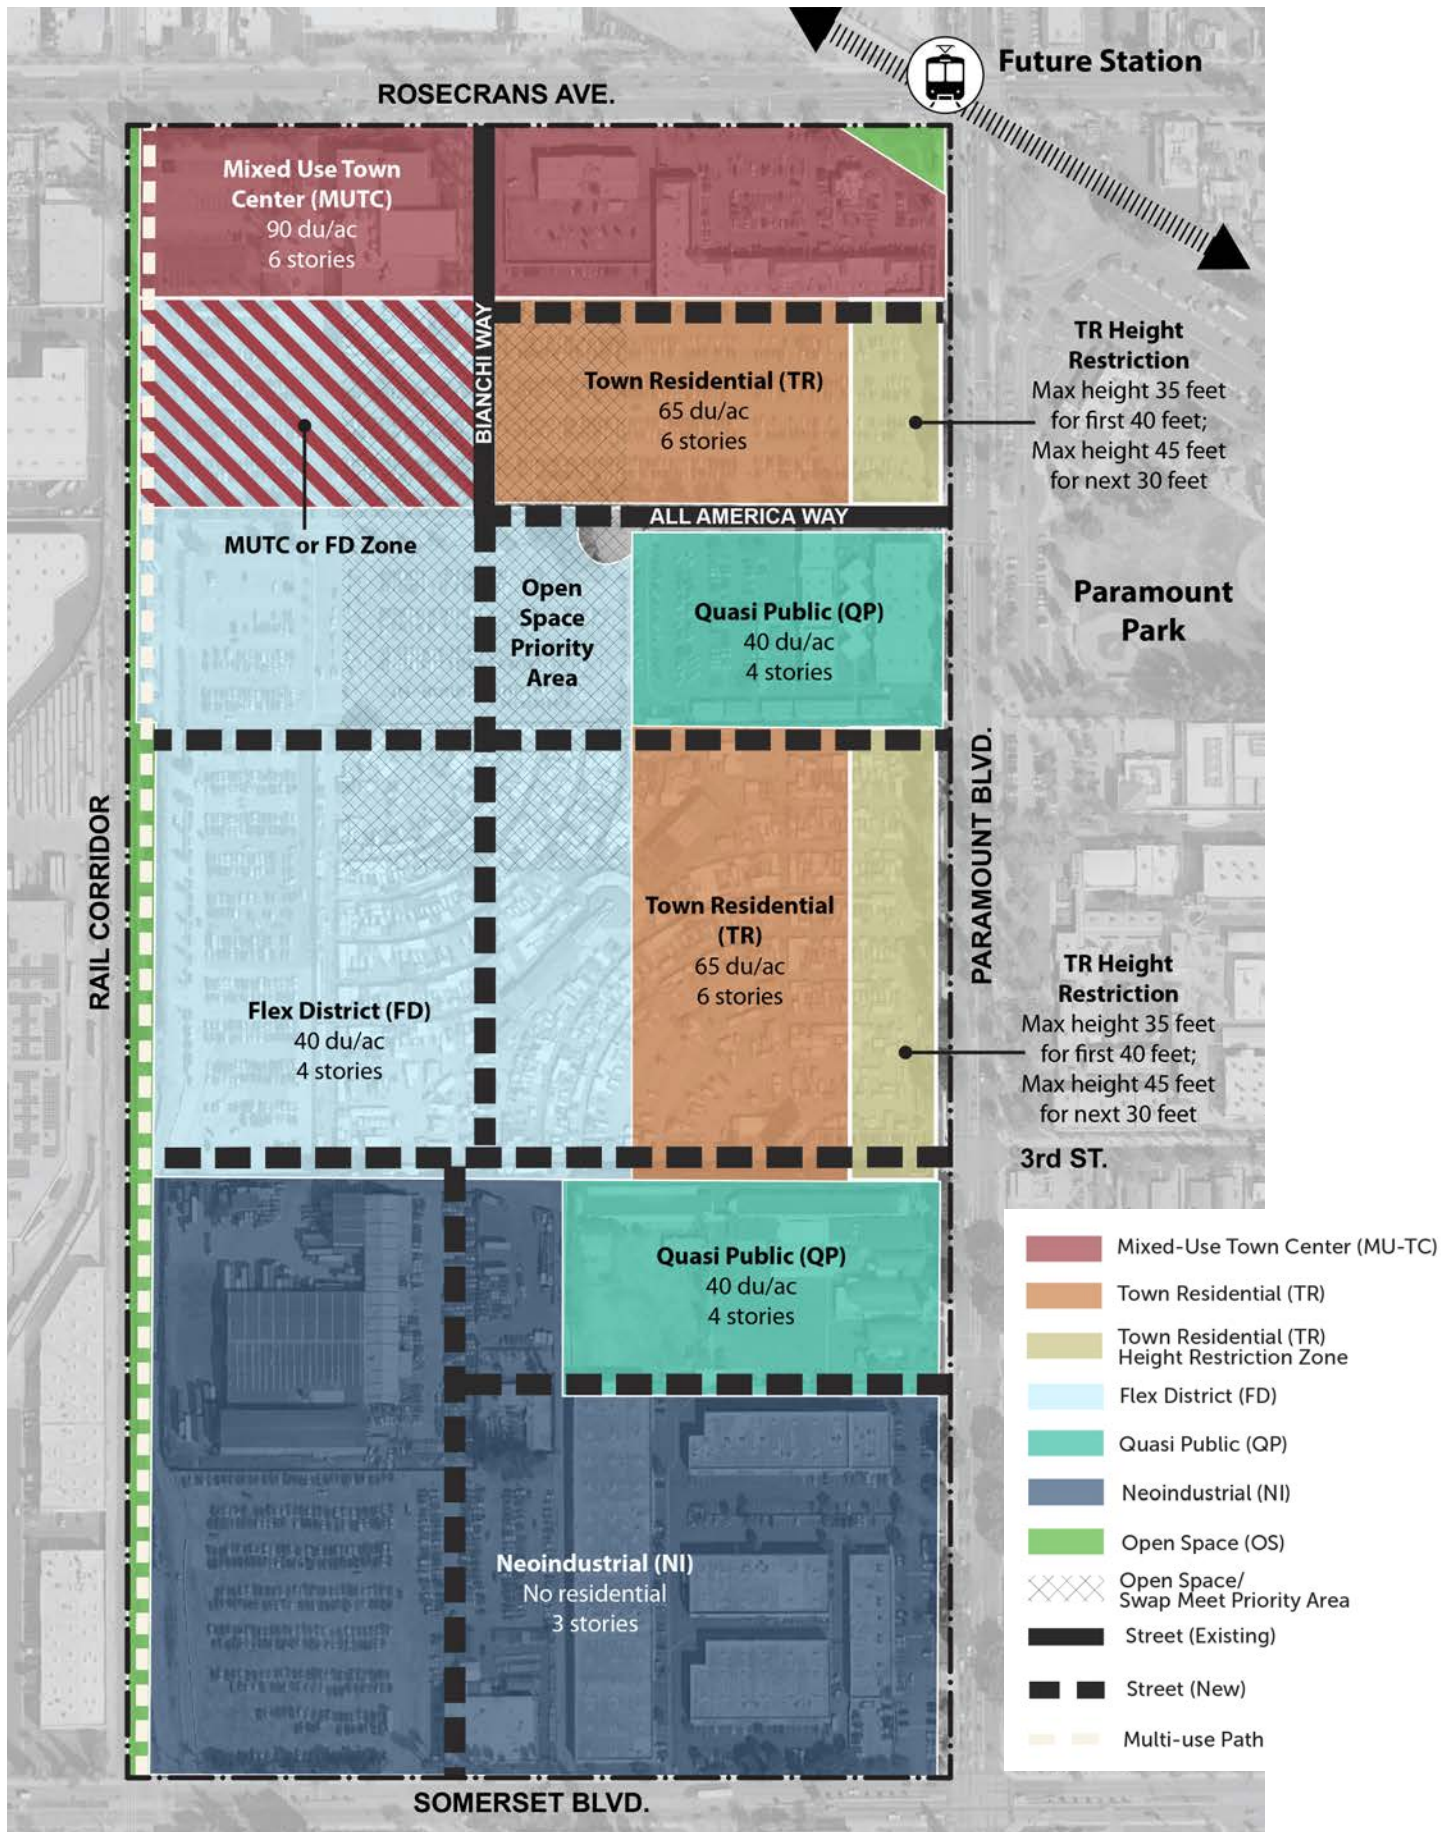 Future Station
ROSECRANS AVE.
Mixed Use Town
Center (MUTC)
90 du/ac
6 stories
BIANCHI WAY
Town Residential (TR)
65 du/ac
6 stories
TR Height
Restriction
Max height 35 feet
for first 40 feet;
Max height 45 feet
for next 30 feet
ALL AMERICA WAY
MUTC or FD Zone
Open
Space
Priority
Area
Quasi Public (QP)
40 du/ac
4 stories
Paramount
Park
RAIL CORRIDOR
PARAMOUNT BLVD.
Town Residential
(TR)
65 du/ac
6 stories
Flex District (FD)
40 du/ac
4 stories
TR Height
Restriction
Max height 35 feet
for first 40 feet;
Max height 45 feet
for next 30 feet
3rd ST.
Quasi Public (QP)
40 du/ac
4 stories
Neoindustrial (NI)
No residential
3 stories
SOMERSET BLVD.
Mixed-Use Town Center (MU-TC)
Town Residential (TR)
Town Residential (TR)
Height Restriction Zone
Flex District (FD)
Quasi Public (QP)
Neoindustrial (NI)
Open Space (OS)
Open Space/
Swap Meet Priority Area
Street (Existing)
Street (New)
Multi-use Path